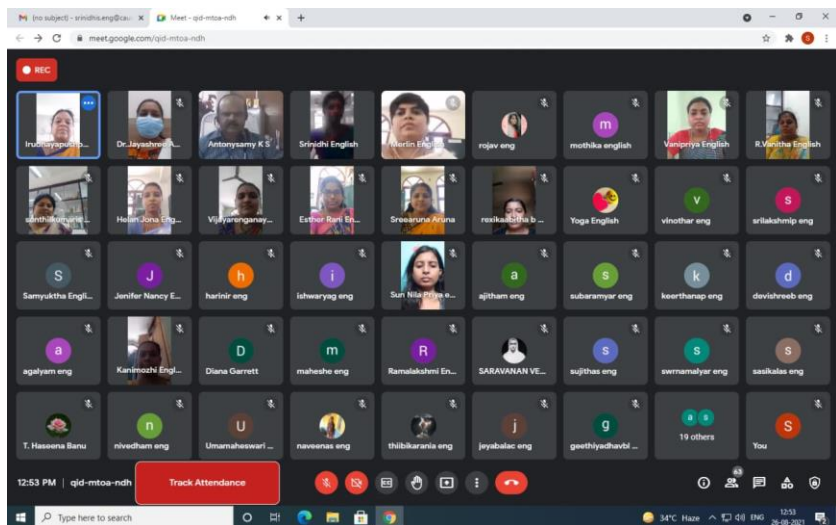 (no subject) - srinidhis.eng@cau
Meet - qid-mtoa-ndh
meet.google.com/qid-mtoa-ndh
S
REC
Irudhayapushp...
Dr.Jayashree A...
Antonysamy K S
Srinidhi English
Merlin English
rojav eng
m
mothika english
Vanipriya English
R.Vanitha English
Helan Jona Eng...
Vijayarenganay...
Esther Rani En...
Sreearuna Aruna
rexikaabitha b ...
Yoga English
V
vinothar eng
s
srilakshmip eng
S
Samyuktha Engli...
J
Jenifer Nancy E...
h
harinir eng
i
ishwaryag eng
Sun Nila Priya e...
a
ajitham eng
s
subaramyar eng
k
keerthanap eng
d
devishreeb eng
a
agalyam eng
Kanimozhi Engl...
D
Diana Garrett
m
maheshe eng
R
Ramalakshmi En...
SARAVANAN VE...
s
sujithas eng
s
swrnamalyar eng
s
sasikalas eng
T. Haseena Banu
n
nivedham eng
U
Umamaheswari ...
naveenas eng
thiibikarania eng
j
jeyabalac eng
g
geethiyadhavbl ...
a s
19 others
S
You
12:53 PM | qid-mtoa-ndh
Track Attendance
63
Type here to search
34°C Haze
ENG
12:53
26-08-2021